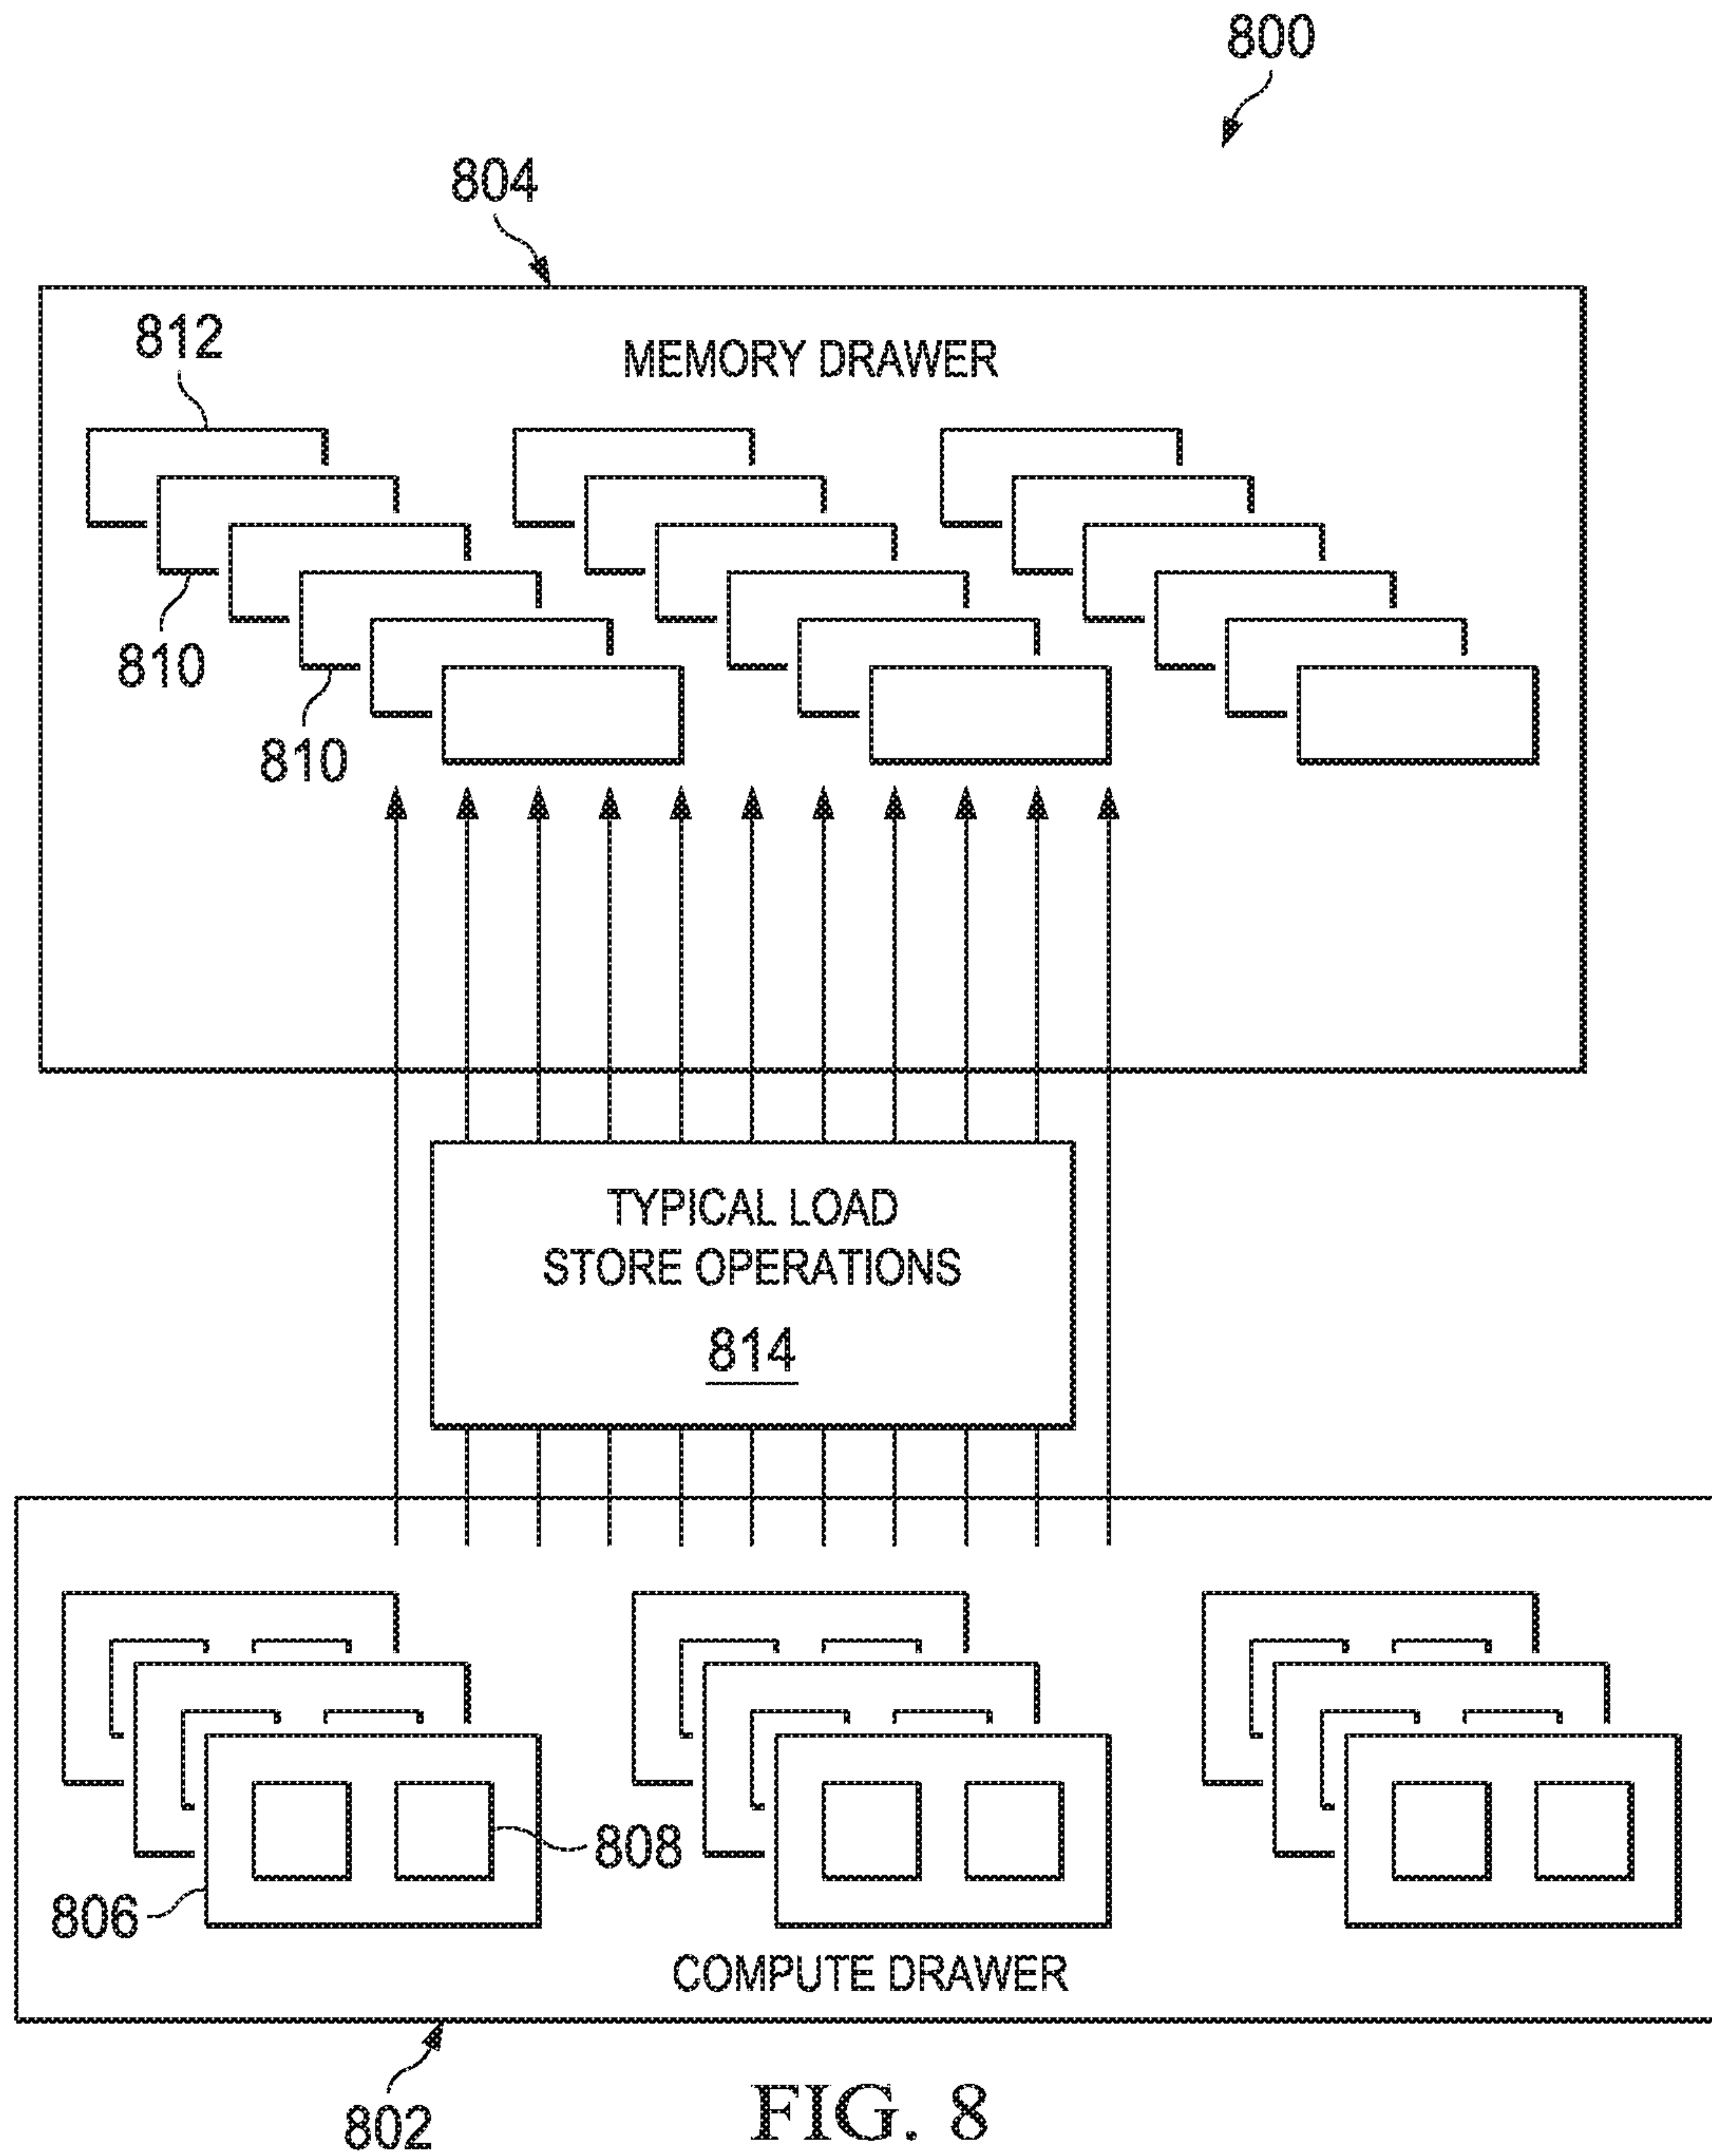 800
804
812
MEMORY DRAWER
810
810
TYPICAL LOAD
STORE OPERATIONS
814
808
806
COMPUTE DRAWER
802
FIG. 8